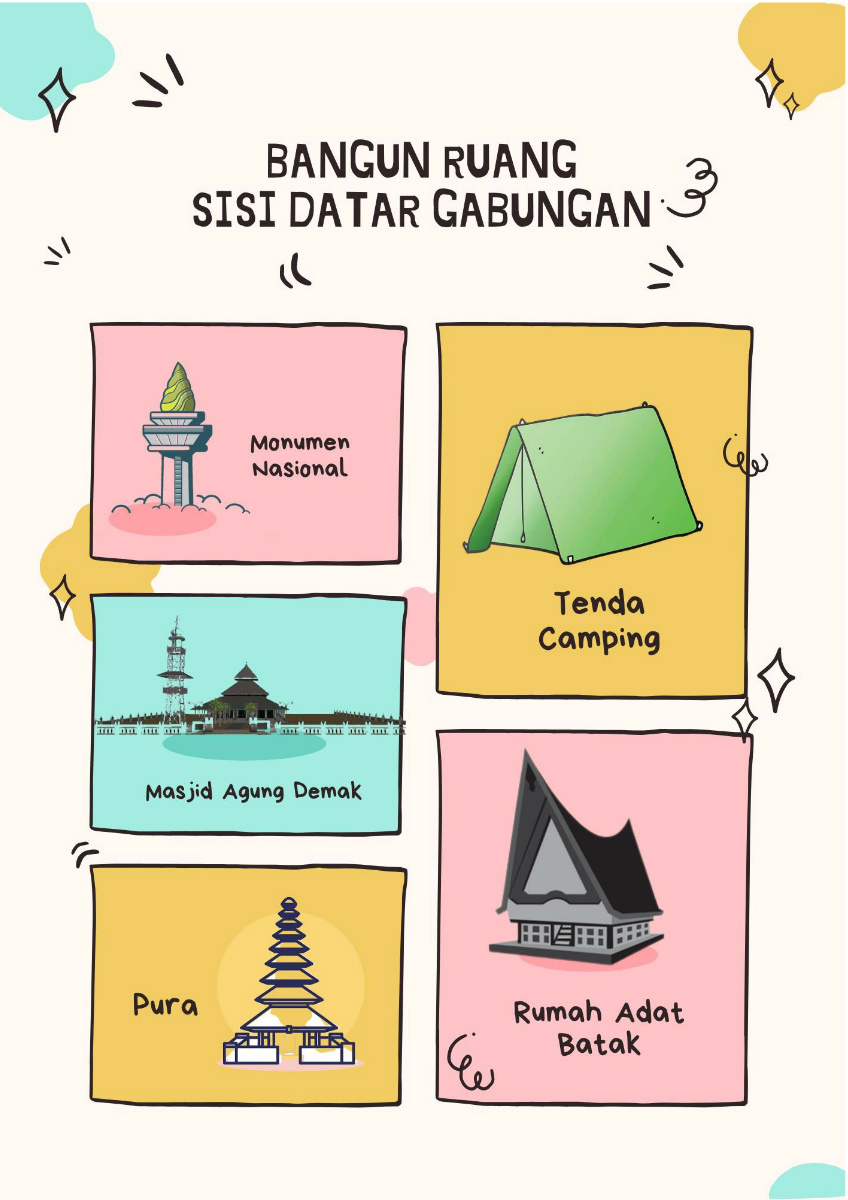 BANGUN RUANG
SISI DATAR GABUNGAN
Monumen
Nasional
Tenda
Camping
Masjid Agung Demak
Pura
Rumah Adat
Batak